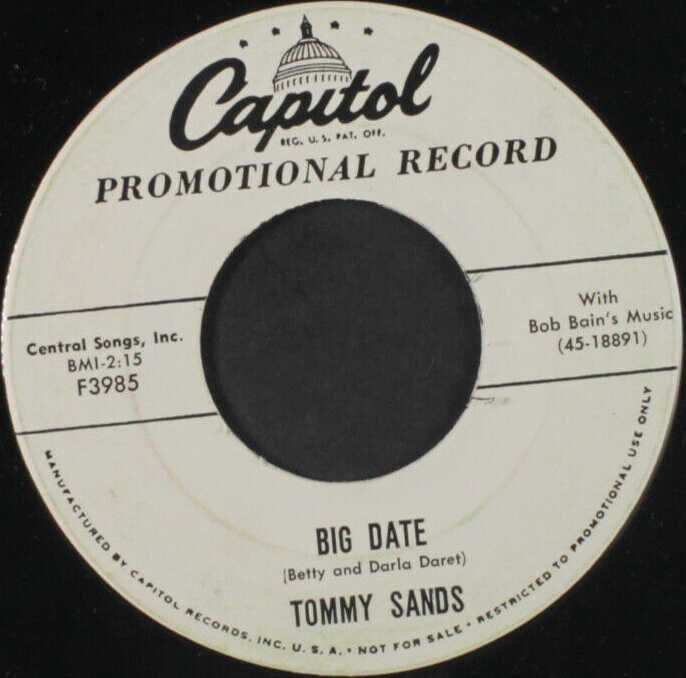 Capitol
REG. U.S. PAT. OFF.
PROMOTIONAL RECORD
Central Songs, Inc.
BMI-2:15
F3985
With
Bob Bain's Music
(45-18891)
BIG DATE
(Betty and Darla Daret)
TOMMY SANDS
MANUFACTURED BY CAPITOL RECORDS, INC. U. S. A. • NOT FOR SALE • RESTRICTED TO PROMOTIONAL USE ONLY